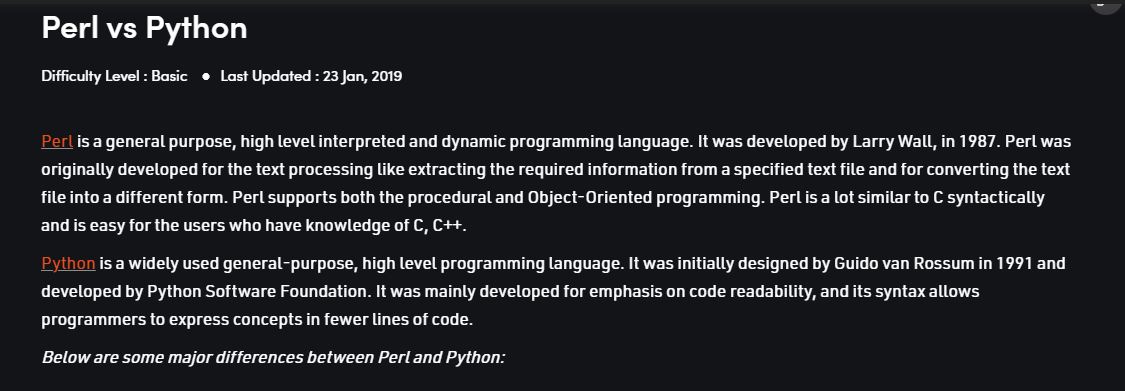 Perl vs Python
Difficulty Level : Basic ● Last Updated : 23 Jan, 2019
Perl is a general purpose, high level interpreted and dynamic programming language. It was developed by Larry Wall, in 1987. Perl was
originally developed for the text processing like extracting the required information from a specified text file and for converting the text
file into a different form. Perl supports both the procedural and Object-Oriented programming. Perl is a lot similar to C syntactically
and is easy for the users who have knowledge of C, C++.
Python is a widely used general-purpose, high level programming language. It was initially designed by Guido van Rossum in 1991 and
developed by Python Software Foundation. It was mainly developed for emphasis on code readability, and its syntax allows
programmers to express concepts in fewer lines of code.
Below are some major differences between Perl and Python: